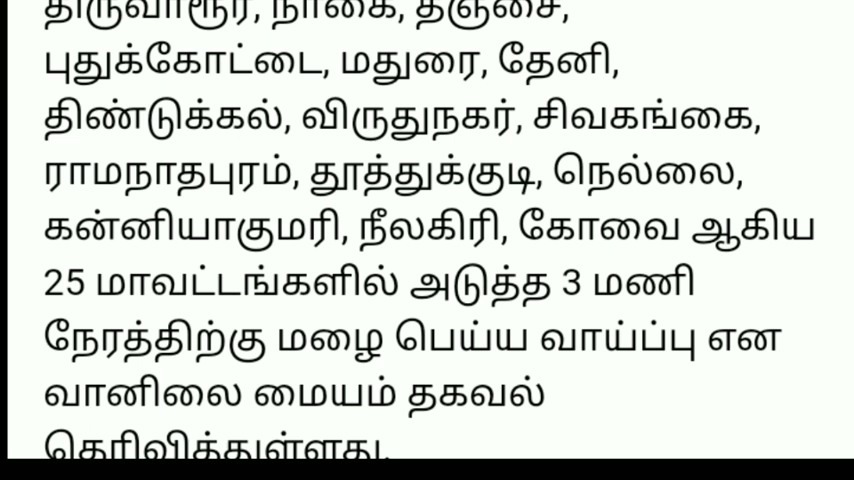 திருவாரூர், நாகை, தஞ்சை,
புதுக்கோட்டை, மதுரை, தேனி,
திண்டுக்கல், விருதுநகர், சிவகங்கை,
ராமநாதபுரம், தூத்துக்குடி, நெல்லை,
கன்னியாகுமரி, நீலகிரி, கோவை ஆகிய
25 மாவட்டங்களில் அடுத்த 3 மணி
நேரத்திற்கு மழை பெய்ய வாய்ப்பு என
வானிலை மையம் தகவல்
தெரிவித்துள்ளது.